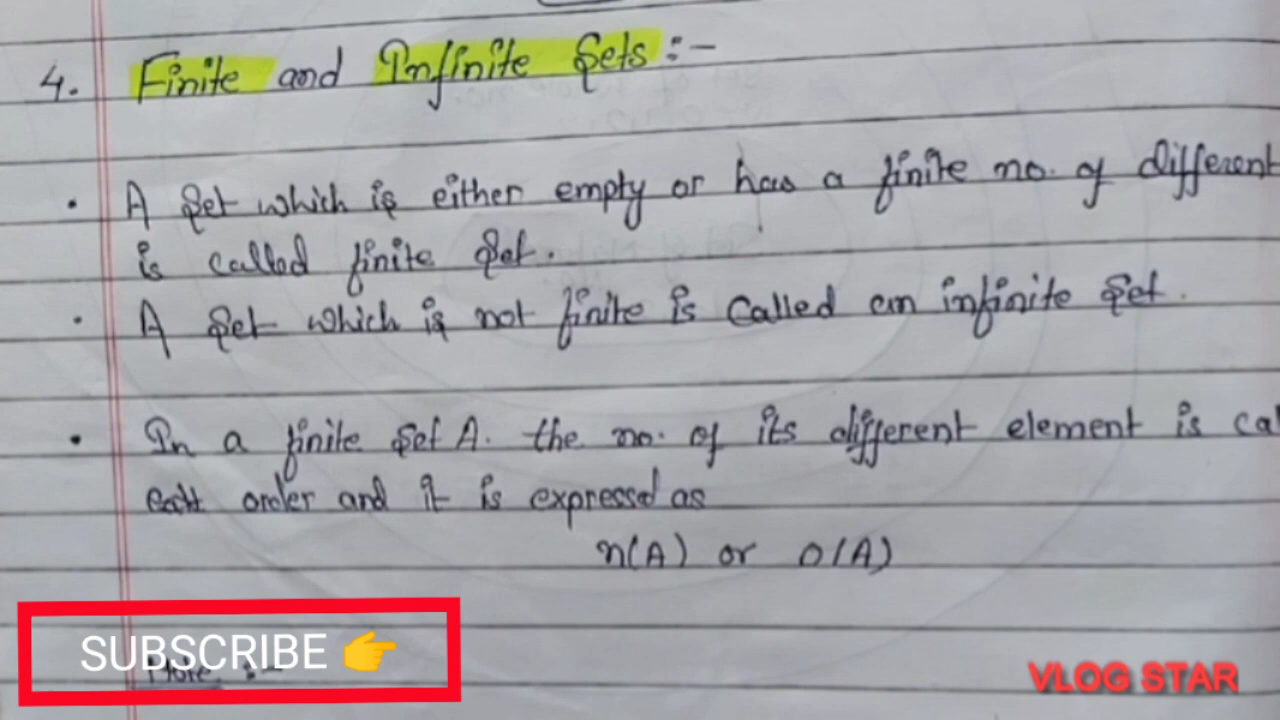 4. Finite and Infinite Sets :-
• A set which is either empty or has a finite no. of different
is called finite set.
• A set which is not finite is called an infinite set.
• In a finite set A. the no. of its different element is cal
order and it is expressed as
n(A) or O(A)
SUBSCRIBE 👉
Note :-
VLOG STAR